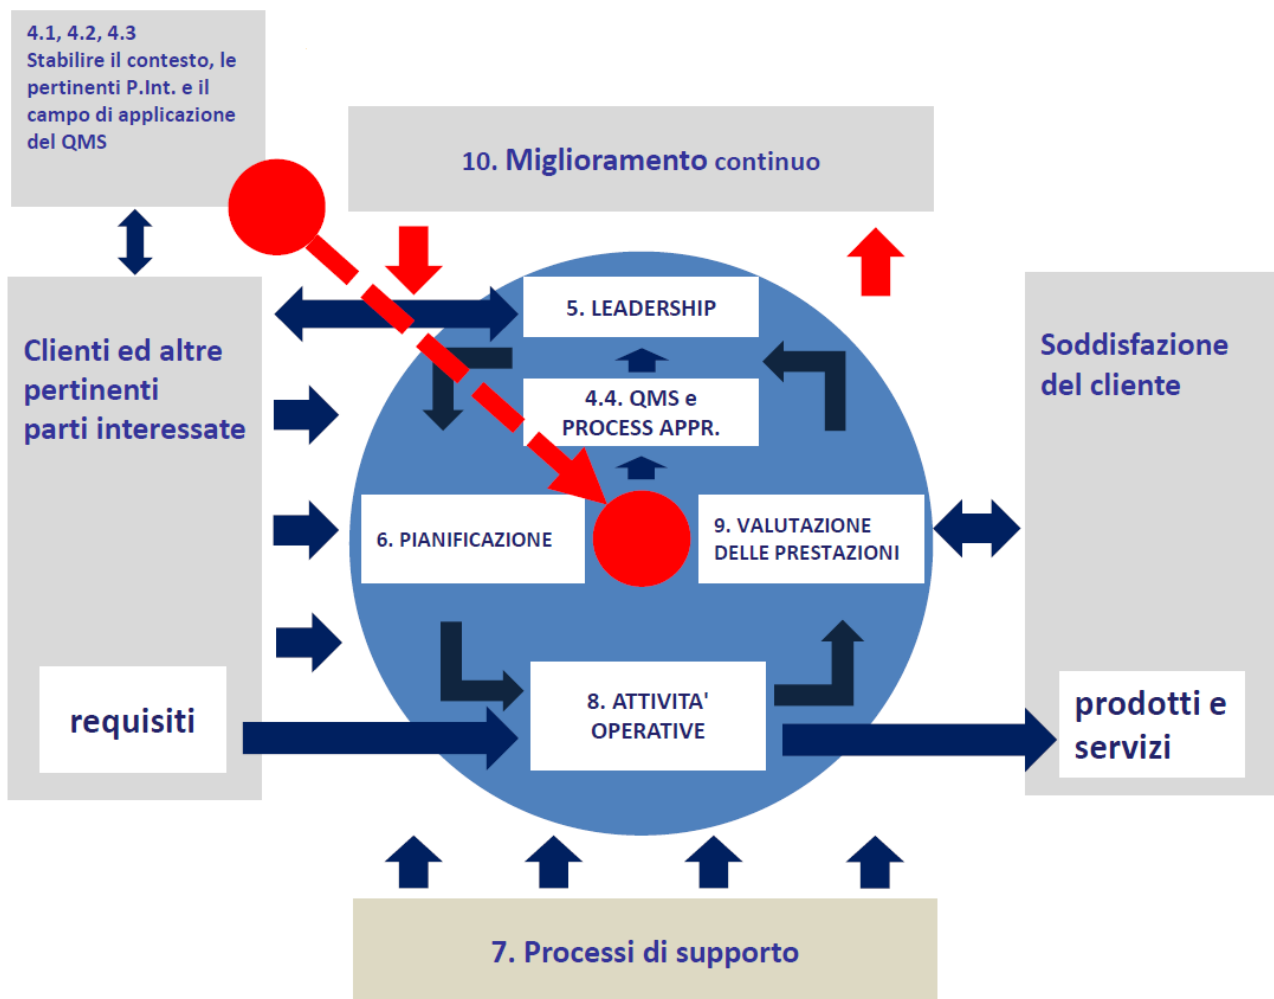 4.1, 4.2, 4.3
Stabilire il contesto, le
pertinenti P.Int. e il
campo di applicazione
del QMS
10. Miglioramento continuo
Clienti ed altre
pertinenti
parti interessate
requisiti
5. LEADERSHIP
4.4. QMS e
PROCESS APPR.
6. PIANIFICAZIONE
9. VALUTAZIONE
DELLE PRESTAZIONI
8. ATTIVITA'
OPERATIVE
Soddisfazione
del cliente
prodotti e
servizi
7. Processi di supporto